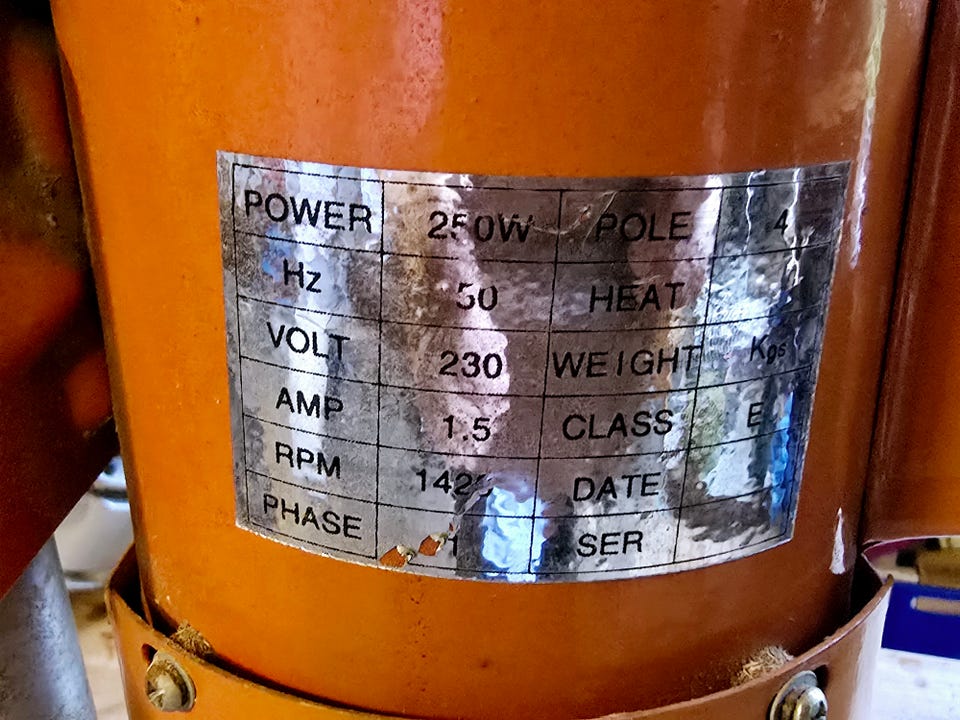 POWER 250W POLE 4
Hz 50 HEAT
VOLT 230 WEIGHT Kgs
AMP 1.5 CLASS E
RPM DATE
PHASE 1 SER